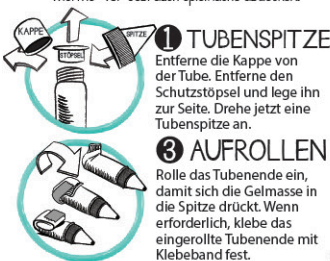 KAPPE
STÖPSEL
SPITZE
1 TUBENSPITZE
Entferne die Kappe von
der Tube. Entferne den
Schutzstöpsel und lege ihn
zur Seite. Drehe jetzt eine
Tubenspitze an.
3 AUFROLLEN
Rolle das Tubenende ein,
damit sich die Gelmasse in
die Spitze drückt. Wenn
erforderlich, klebe das
eingerollte Tubenende mit
Klebeband fest.